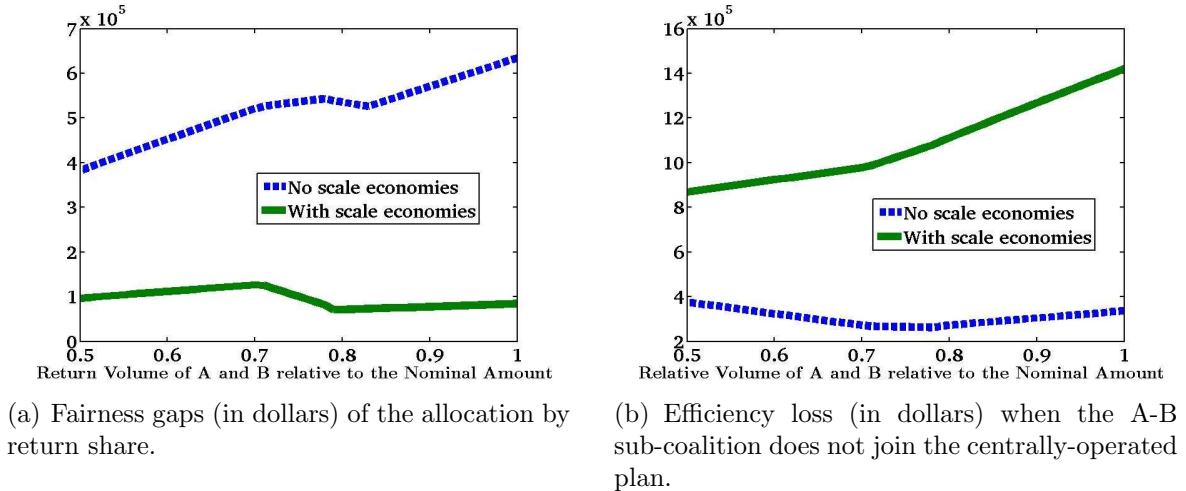 x 10⁵
7
6
5
4
3
2
1
0
0.5 0.6 0.7 0.8 0.9 1
No scale economies
With scale economies
Return Volume of A and B relative to the Nominal Amount
(a) Fairness gaps (in dollars) of the allocation by
return share.
x 10⁵
16
14
12
10
8
6
4
2
0.5 0.6 0.7 0.8 0.9 1
No scale economies
With scale economies
Relative Volume of A and B relative to the Nominal Amount
(b) Efficiency loss (in dollars) when the A-B
sub-coalition does not join the centrally-operated
plan.